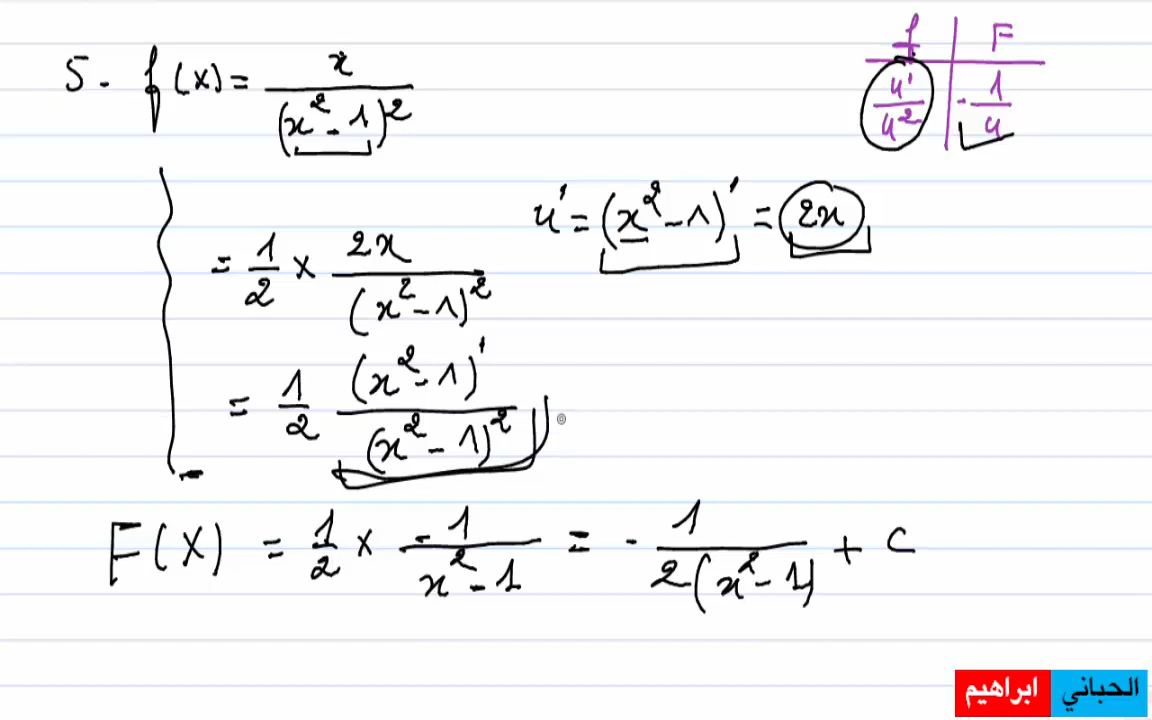 5 - f(x) = x / (x² - 1)²
f | F
u'/u² | - 1/u
u' = (x² - 1)' = 2x
= 1/2 × 2x / (x² - 1)²
= 1/2 (x² - 1)' / (x² - 1)²
F(x) = 1/2 × -1 / x² - 1 = - 1 / 2(x² - 1) + c
ابراهيم الحباني